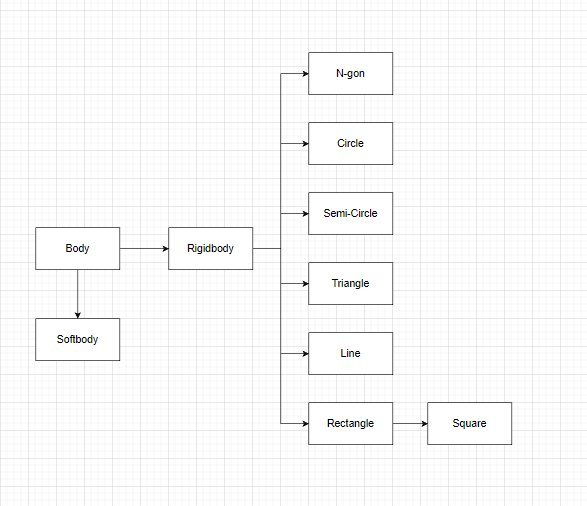 N-gon
Circle
Semi-Circle
Body
Rigidbody
Triangle
Softbody
Line
Rectangle
Square